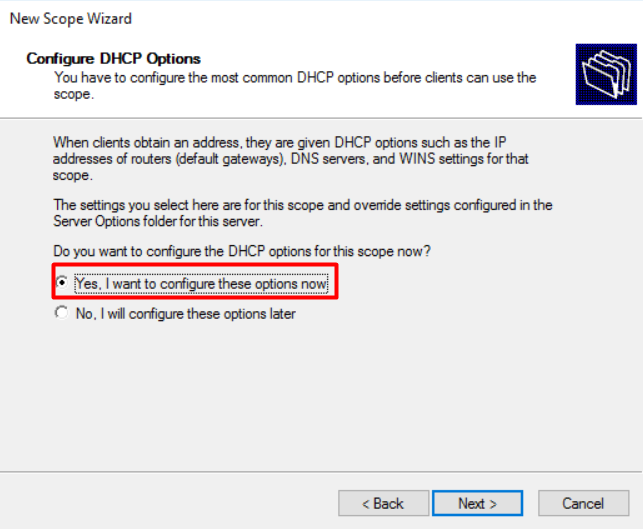 New Scope Wizard
Configure DHCP Options
You have to configure the most common DHCP options before clients can use the
scope.
When clients obtain an address, they are given DHCP options such as the IP
addresses of routers (default gateways), DNS servers, and WINS settings for that
scope.
The settings you select here are for this scope and override settings configured in the
Server Options folder for this server.
Do you want to configure the DHCP options for this scope now?
Yes, I want to configure these options now
No, I will configure these options later
< Back Next > Cancel